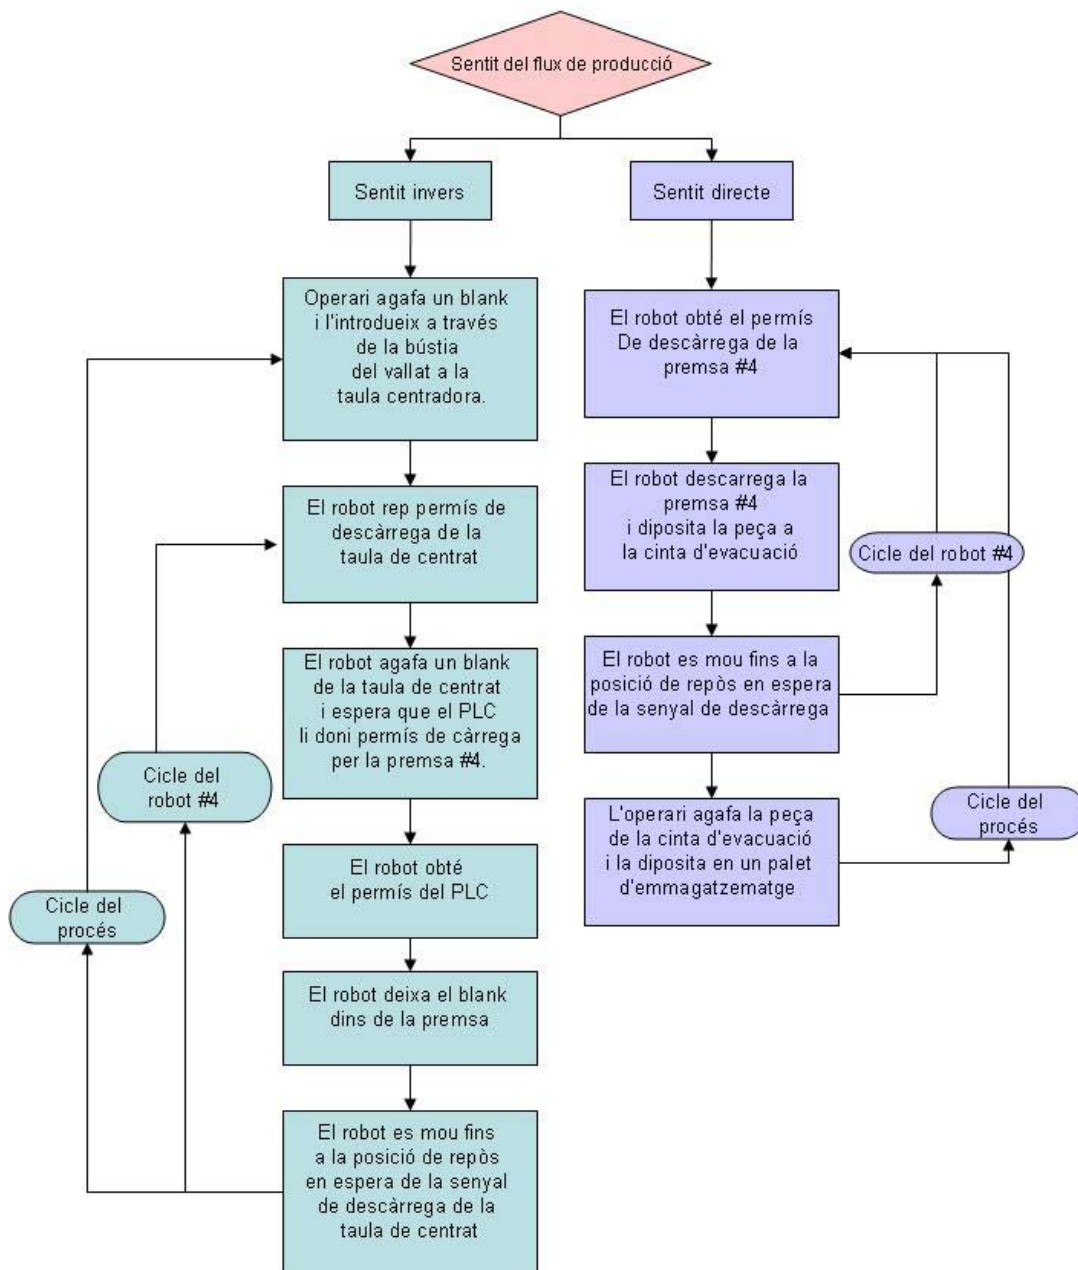 Sentit del flux de producció
Sentit invers
Sentit directe
Operari agafa un blank
i l'introdueix a través
de la bústia
del vallat a la
taula centradora.
El robot rep permís de
descàrrega de la
taula de centrat
El robot agafa un blank
de la taula de centrat
i espera que el PLC
li doni permís de càrrega
per la premsa #4.
El robot obté
el permís del PLC
El robot deixa el blank
dins de la premsa
El robot es mou fins
a la posició de repòs
en espera de la senyal
de descàrrega de la
taula de centrat
Cicle del
robot #4
Cicle del
procés
El robot obté el permís
De descàrrega de la
premsa #4
El robot descarrega la
premsa #4
i diposita la peça a
la cinta d'evacuació
El robot es mou fins a la
posició de repòs en espera
de la senyal de descàrrega
L'operari agafa la peça
de la cinta d'evacuació
i la diposita en un palet
d'emmagatzematge
Cicle del robot #4
Cicle del
procés